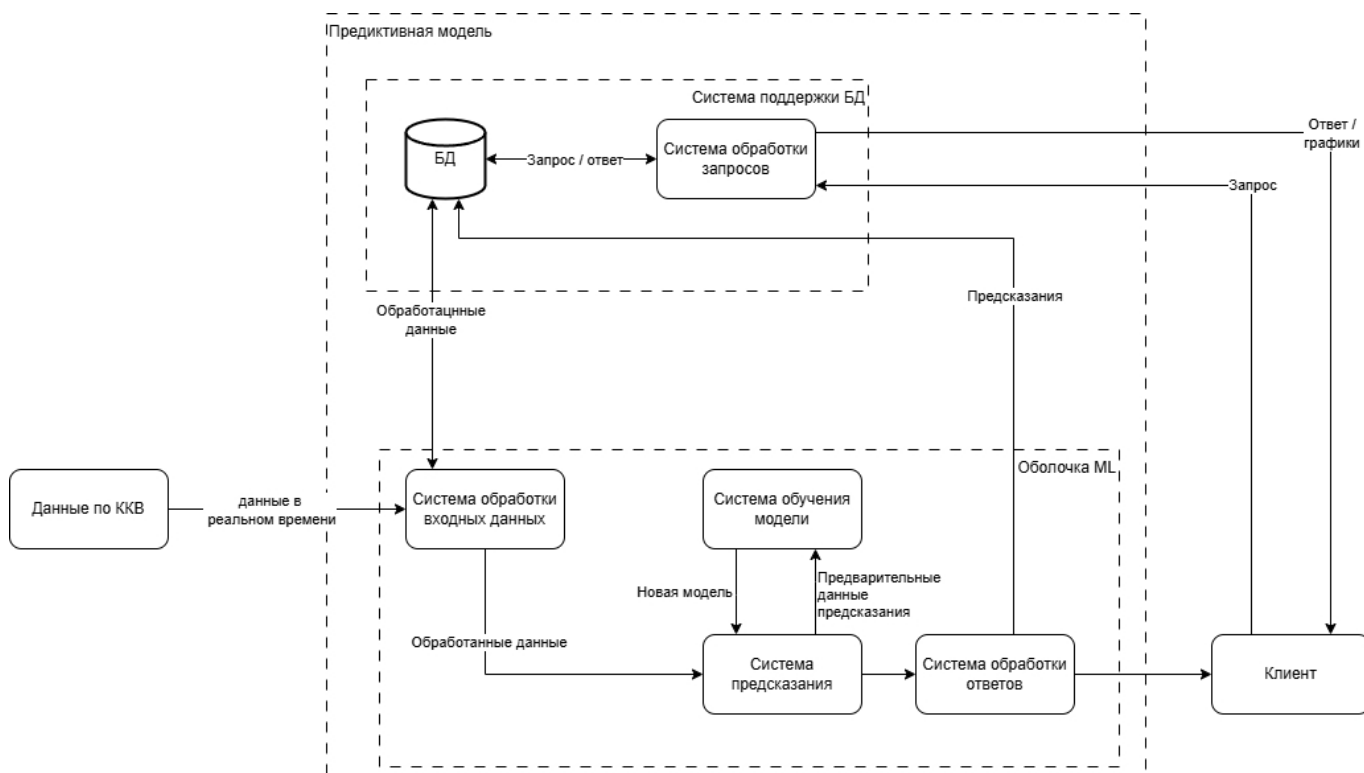 Предиктивная модель
Система поддержки БД
БД
Запрос / ответ
Система обработки
запросов
Ответ /
графики
Запрос
Обработацнные
данные
Предсказания
Оболочка ML
Данные по ККВ
данные в
реальном времени
Система обработки
входных данных
Система обучения
модели
Новая модель
Предварительные
данные
предсказания
Обработанные данные
Система
предсказания
Система обработки
ответов
Клиент